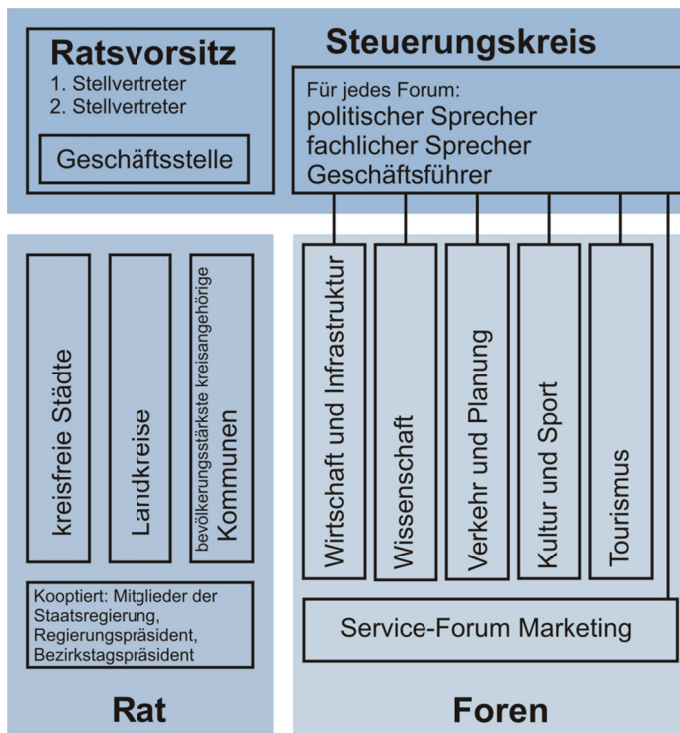 Ratsvorsitz
1. Stellvertreter
2. Stellvertreter
Geschäftsstelle
Steuerungskreis
Für jedes Forum:
politischer Sprecher
fachlicher Sprecher
Geschäftsführer
kreisfreie Städte
Landkreise
bevölkerungsstärkste kreisangehörige
Kommunen
Kooptiert: Mitglieder der
Staatsregierung,
Regierungspräsident,
Bezirkstagspräsident
Rat
Wirtschaft und Infrastruktur
Wissenschaft
Verkehr und Planung
Kultur und Sport
Tourismus
Service-Forum Marketing
Foren